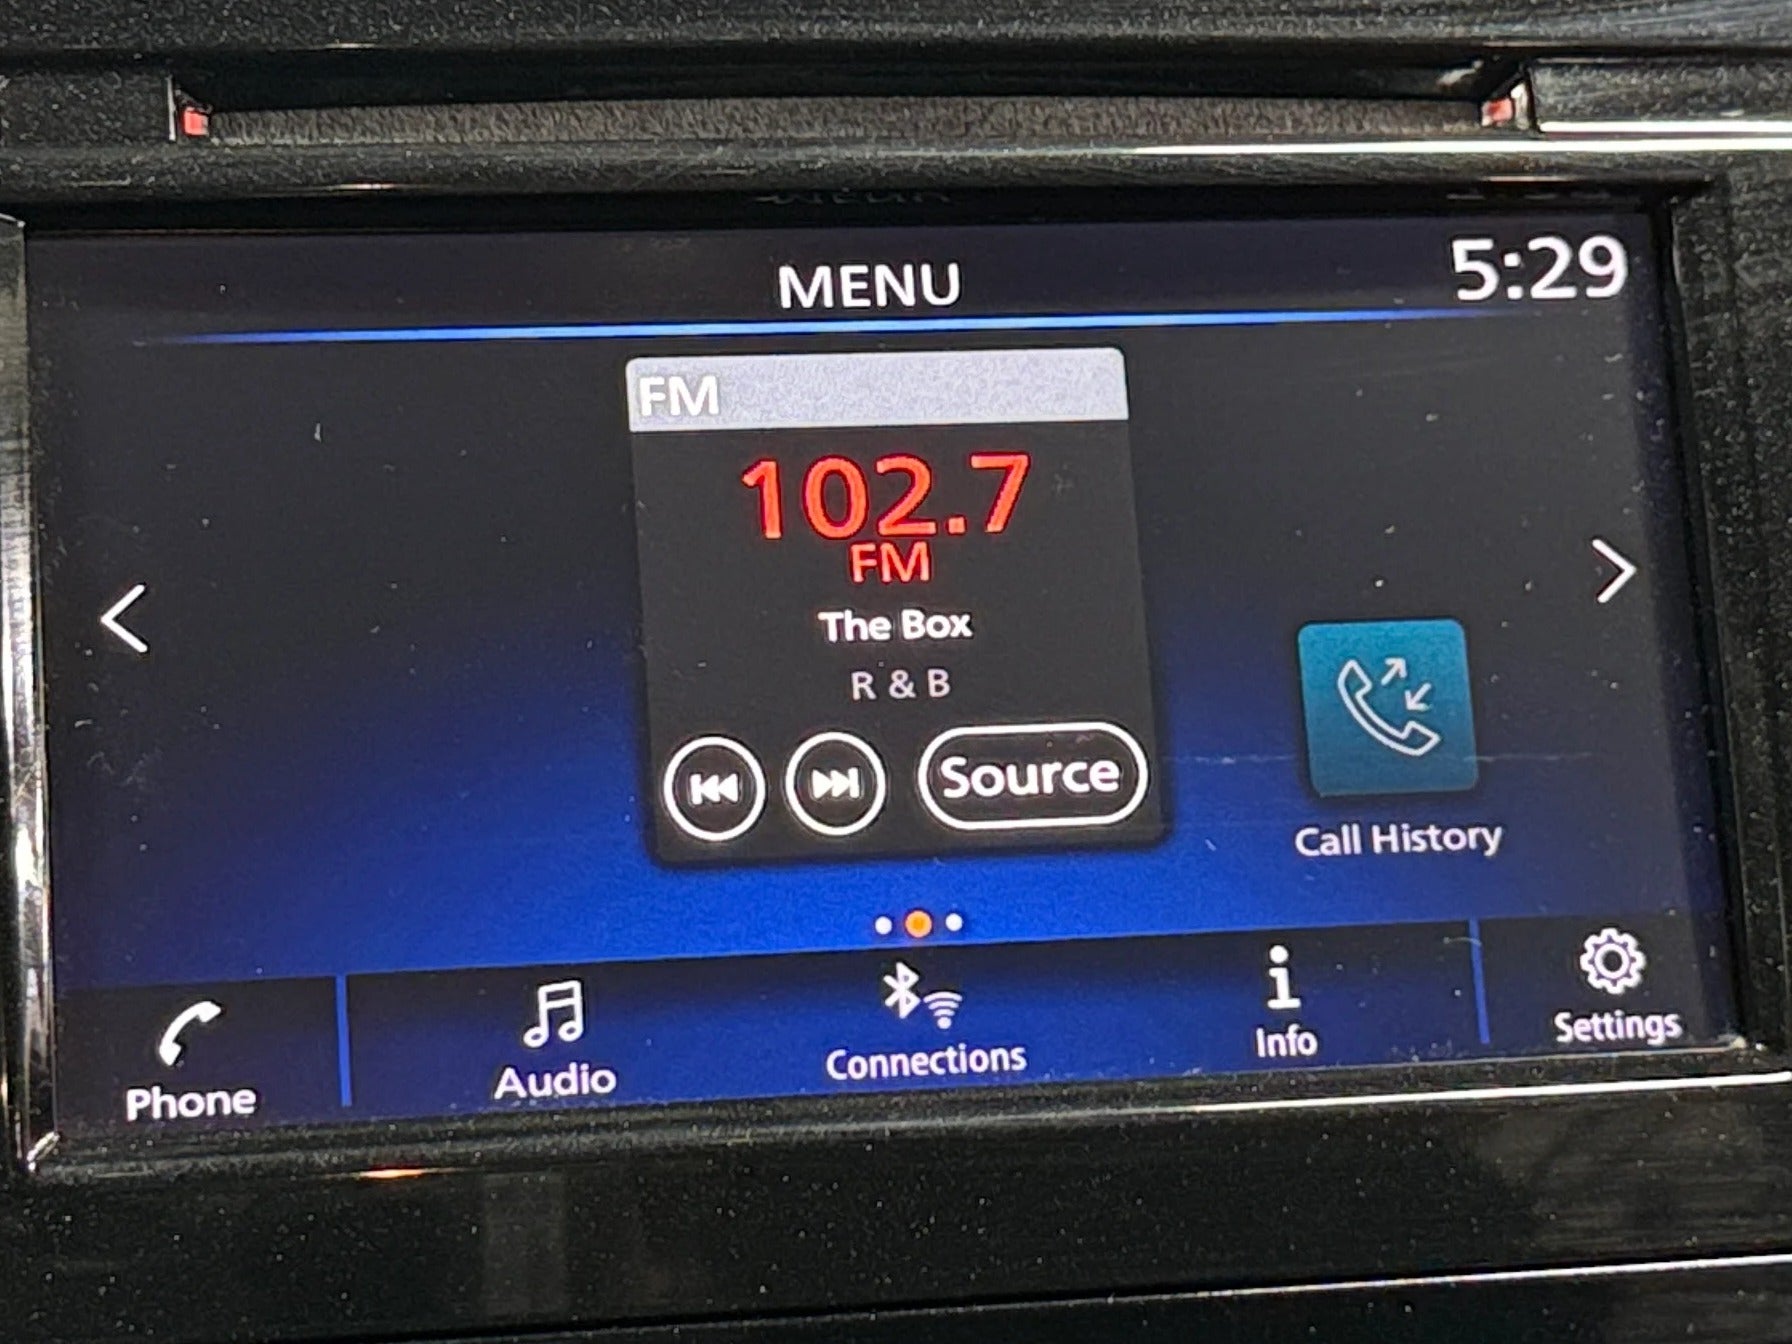 MENU
5:29
FM
102.7
FM
The Box
R & B
Source
Call History
Phone
Audio
Connections
Info
Settings